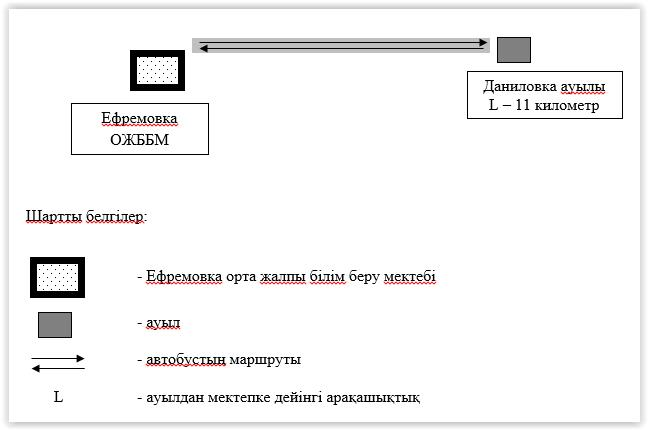 Даниловка ауылы
L – 11 километр
Ефремовка
ОЖББМ
Шартты белгілер:
- Ефремовка орта жалпы білім беру мектебі
- ауыл
- автобустың маршруты
L - ауылдан мектепке дейінгі арақашықтық